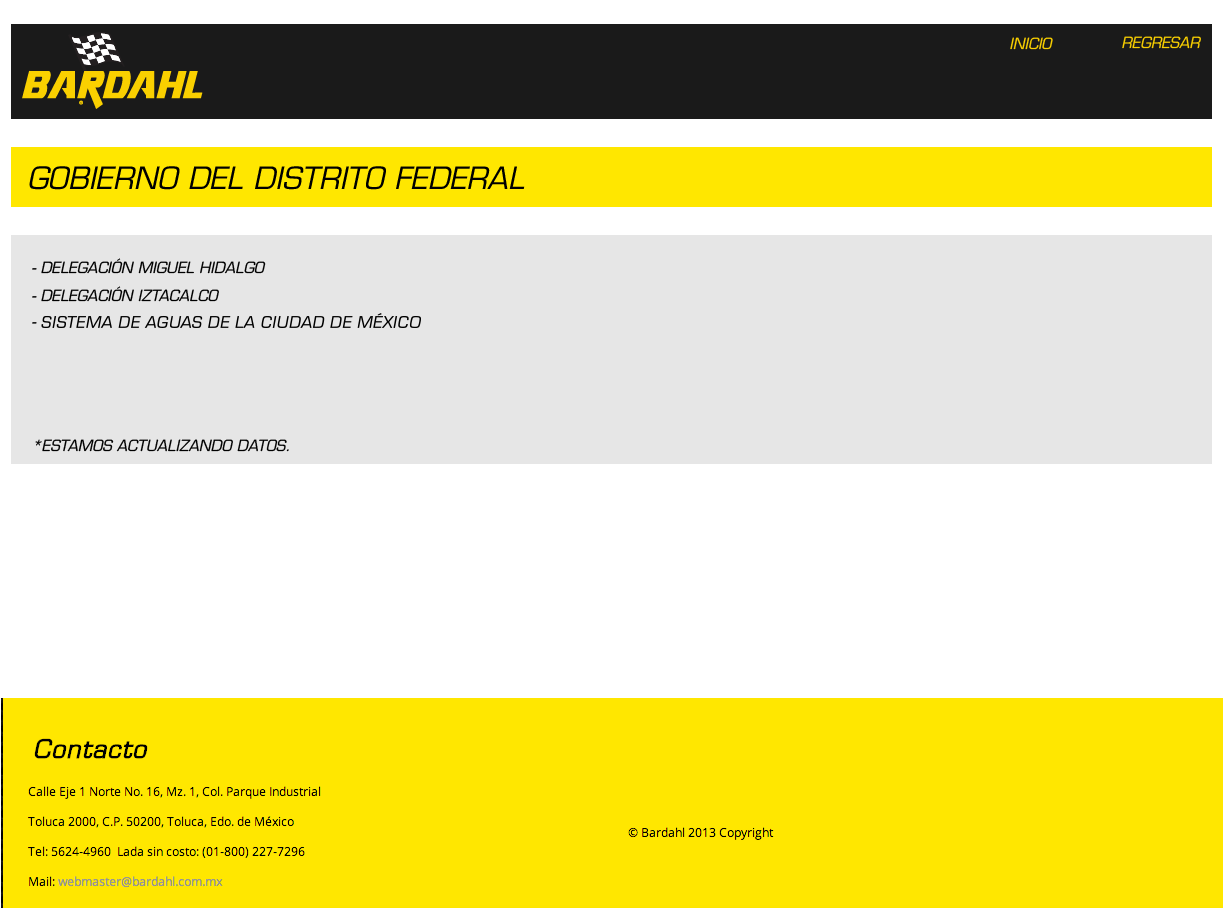 BARDAHL
INICIO
REGRESAR
GOBIERNO DEL DISTRITO FEDERAL
- DELEGACIÓN MIGUEL HIDALGO
- DELEGACIÓN IZTACALCO
- SISTEMA DE AGUAS DE LA CIUDAD DE MÉXICO
*ESTAMOS ACTUALIZANDO DATOS.
Contacto
Calle Eje 1 Norte No. 16, Mz. 1, Col. Parque Industrial
Toluca 2000, C.P. 50200, Toluca, Edo. de México
Tel: 5624-4960  Lada sin costo: (01-800) 227-7296
Mail: webmaster@bardahl.com.mx
© Bardahl 2013 Copyright